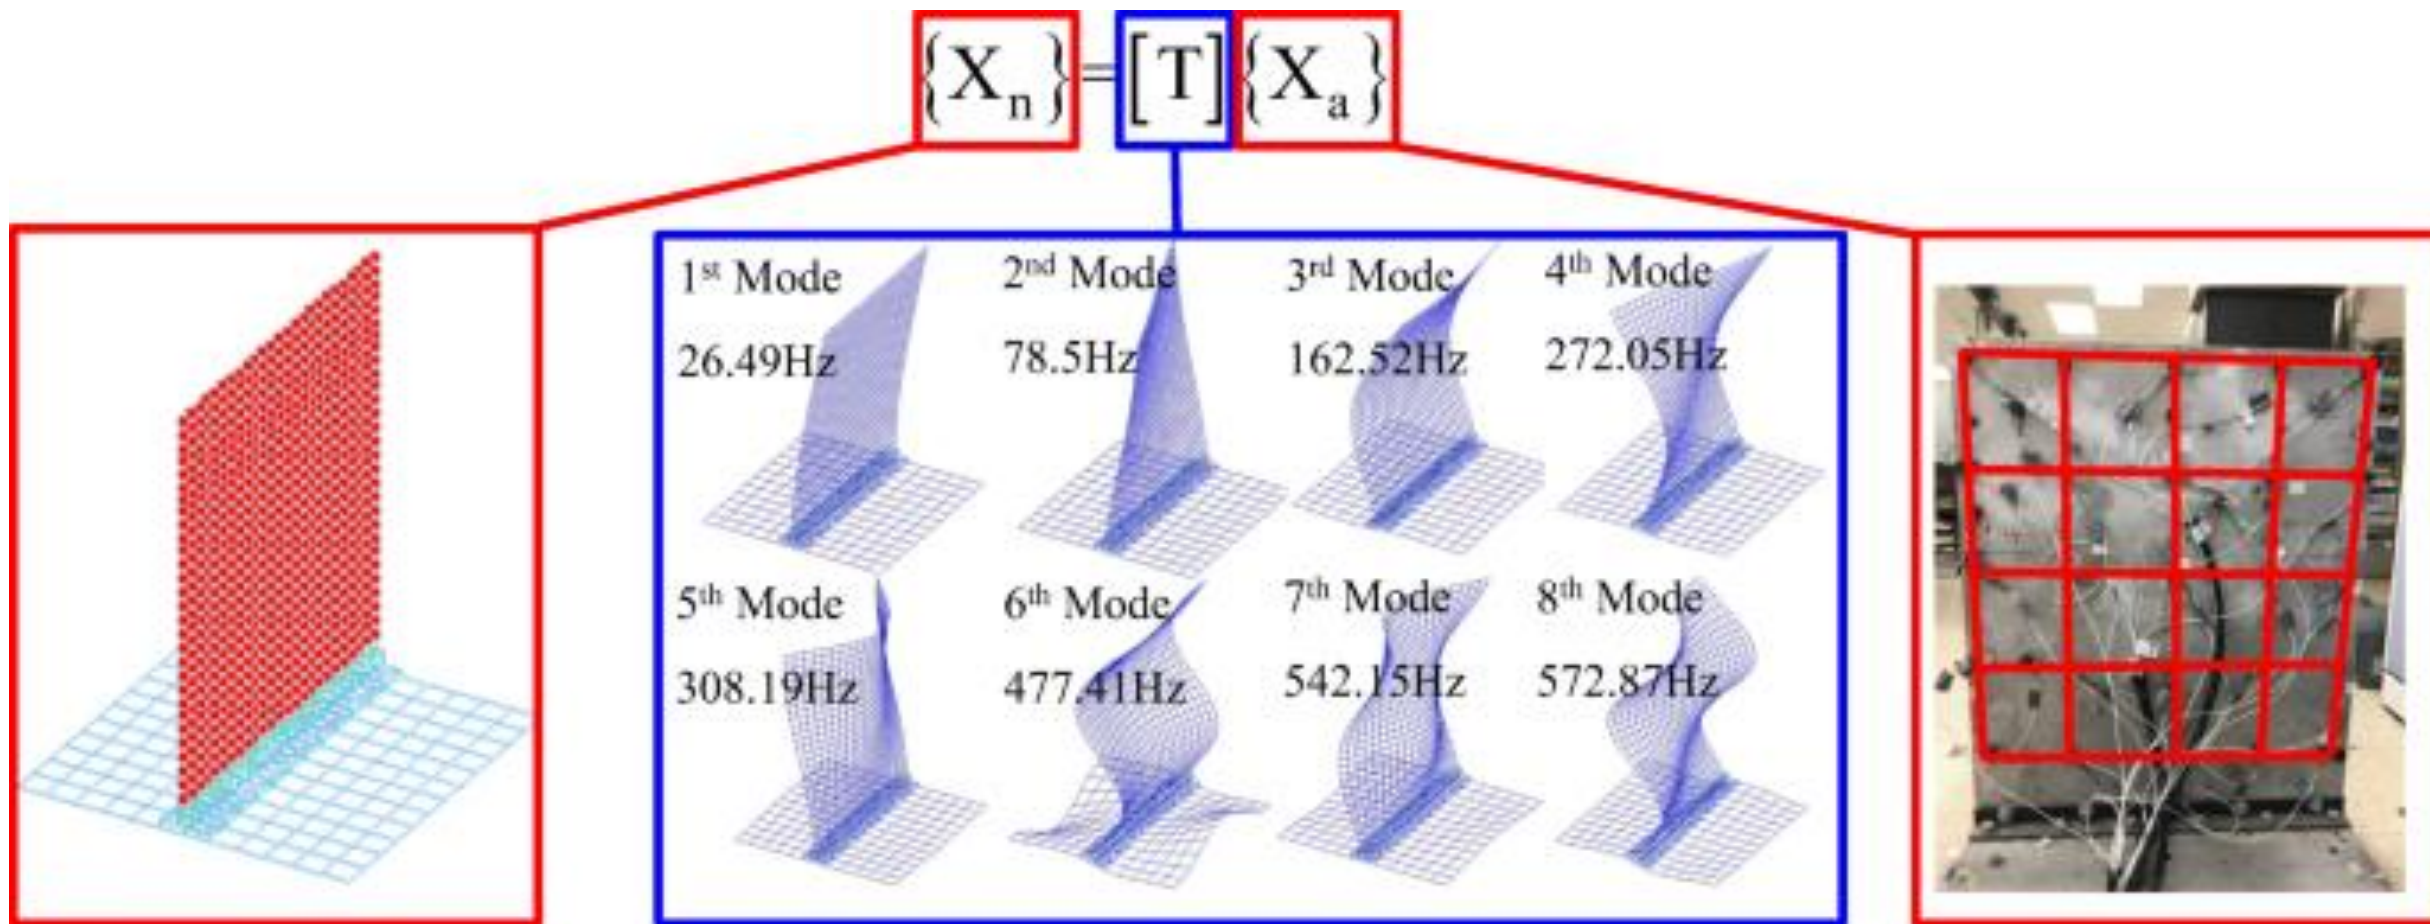 {Xₙ}=[T]{Xₐ}
1st Mode
26.49Hz
2nd Mode
78.5Hz
3rd Mode
162.52Hz
4th Mode
272.05Hz
5th Mode
308.19Hz
6th Mode
477.41Hz
7th Mode
542.15Hz
8th Mode
572.87Hz